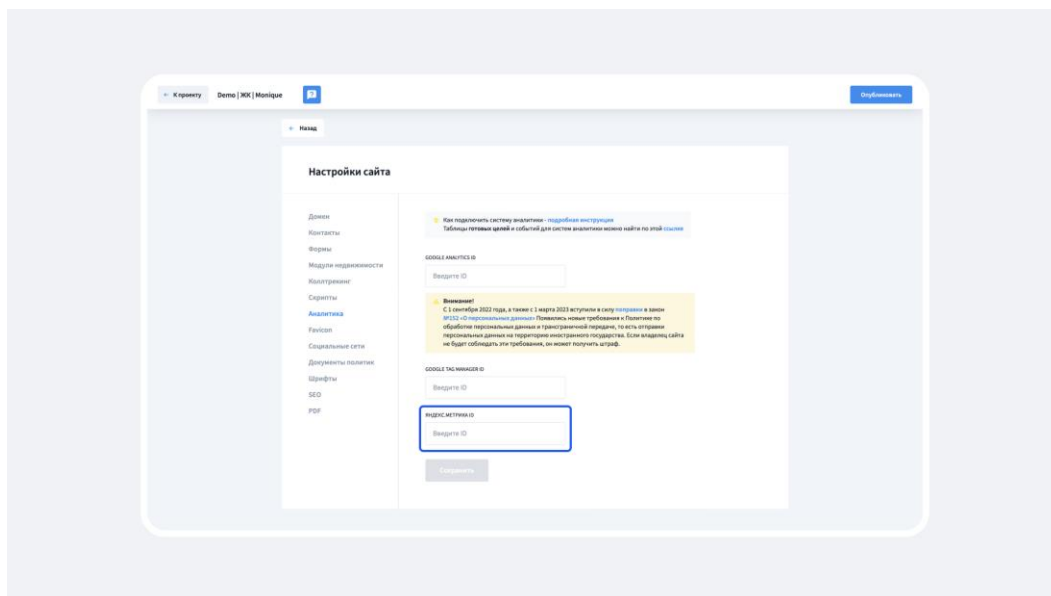 ← К проекту
Demo | ЖК | Monique
?
Опубликовать
← Назад
Настройки сайта
Домен
Контакты
Формы
Модули недвижимости
Коллтрекинг
Скрипты
Аналитика
Favicon
Социальные сети
Документы политик
Шрифты
SEO
PDF
Как подключить систему аналитики - подробная инструкция
Таблицы готовых целей и событий для систем аналитики можно найти по этой ссылке
GOOGLE ANALYTICS ID
Введите ID
Внимание!
С 1 сентября 2022 года, а также с 1 марта 2023 вступили в силу поправки в закон
№152 «О персональных данных» Появились новые требования к Политике по
обработке персональных данных и трансграничной передаче, то есть отправки
персональных данных на территорию иностранного государства. Если владелец сайта
не будет соблюдать эти требования, он может получить штраф.
GOOGLE TAG MANAGER ID
Введите ID
ЯНДЕКС.МЕТРИКА ID
Введите ID
Сохранить